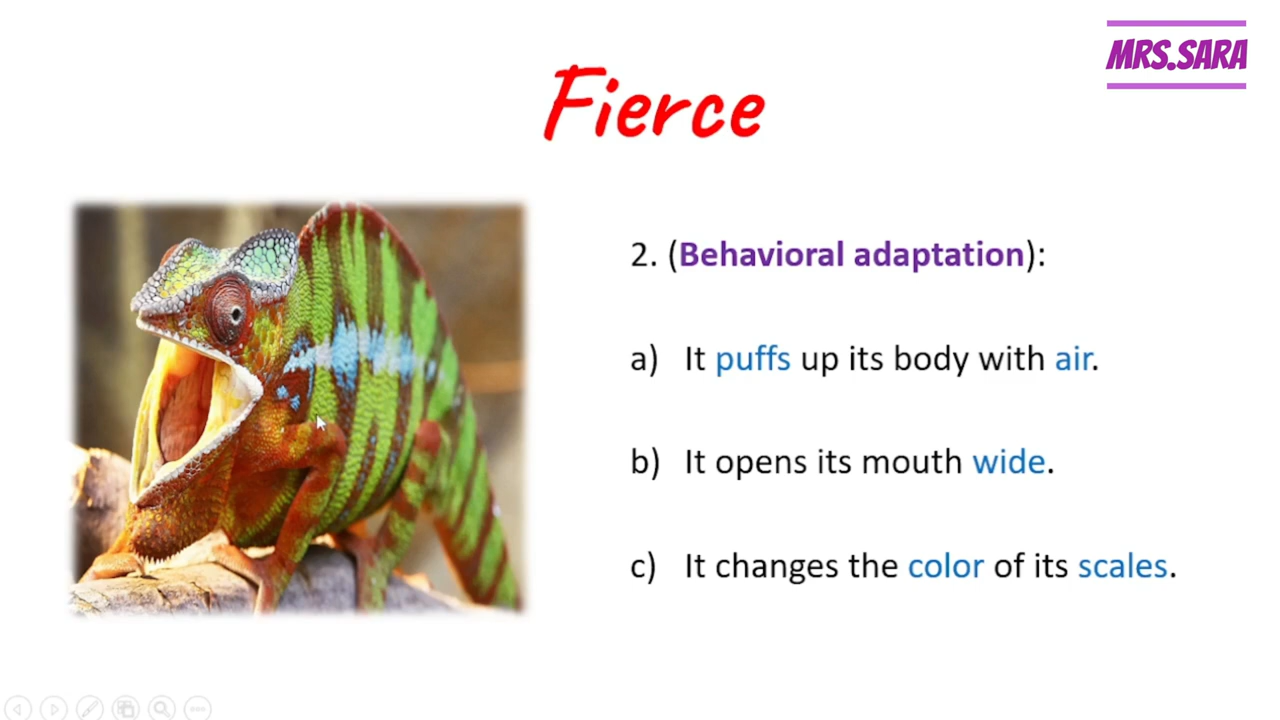 MRS.SARA
Fierce
2. (Behavioral adaptation):
a) It puffs up its body with air.
b) It opens its mouth wide.
c) It changes the color of its scales.